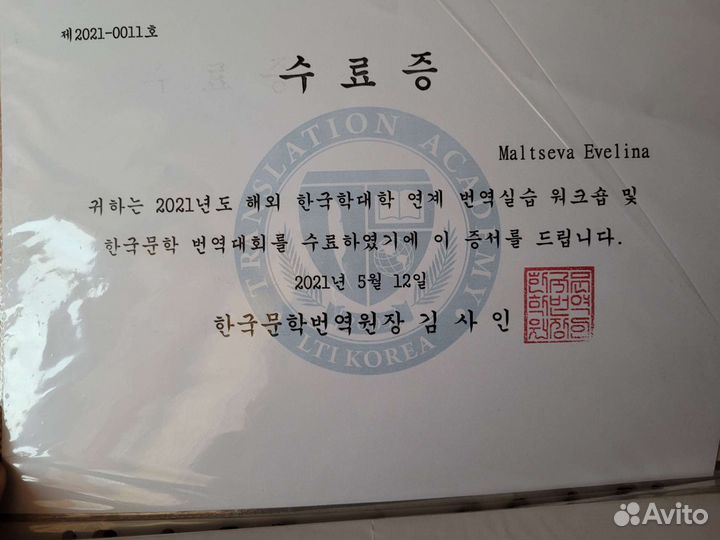 제2021-0011호
수 료 증
Maltseva Evelina
귀하는 2021년도 해외 한국학대학 연계 번역실습 워크숍 및
한국문학 번역대회를 수료하였기에 이 증서를 드립니다.
2021년 5월 12일
한국문학번역원장 김 사 인
TRANSLATION ACADEMY
LTI KOREA
Avito